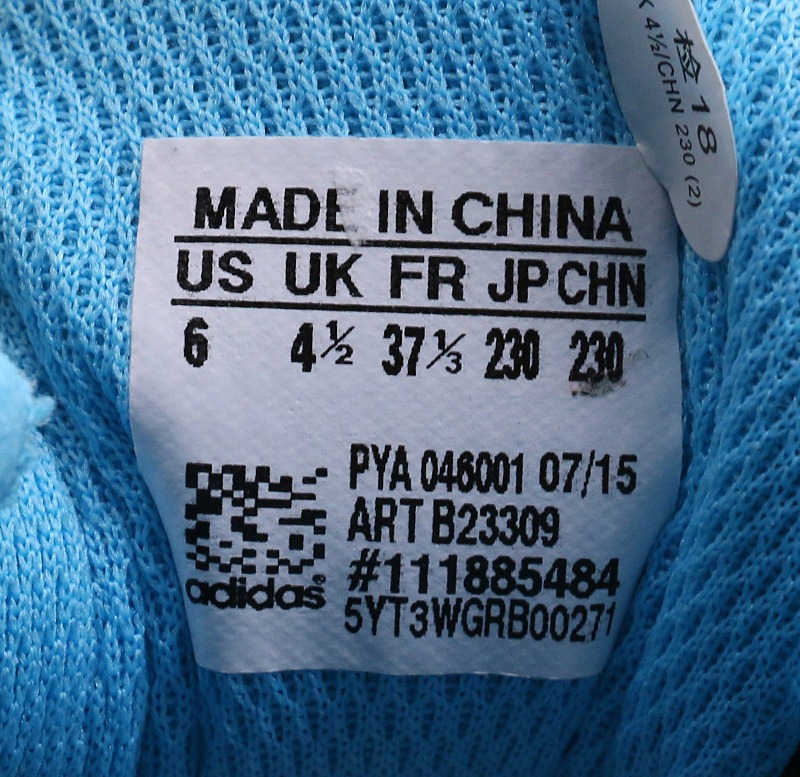 MADE IN CHINA
US UK FR JP CHN
6 4½ 37⅓ 230 230
PYA 046001 07/15
ART B23309
#111885484
adidas®
5YT3WGRB00271
检 18
K 4½/CHN 230 (2)